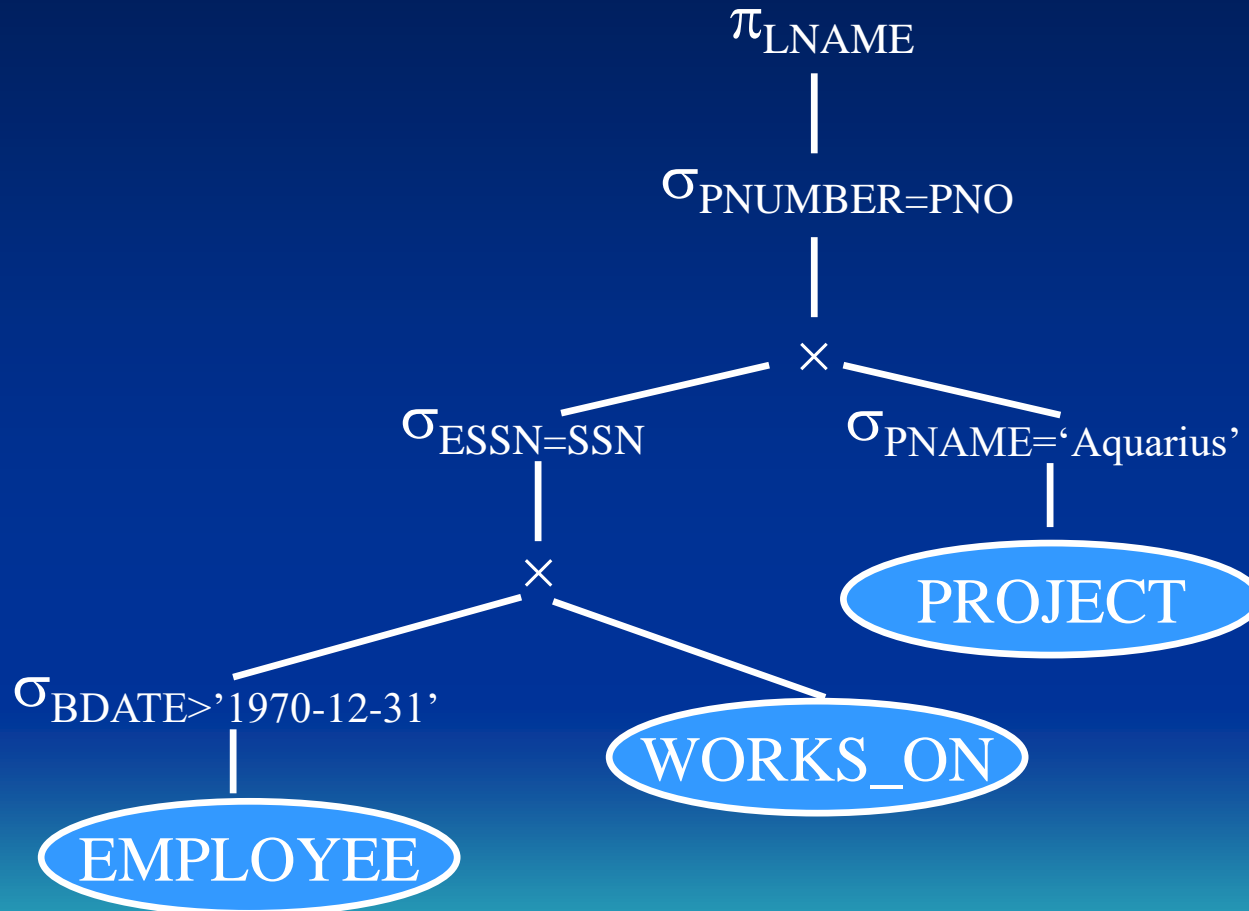 πLNAME
σPNUMBER=PNO
×
σESSN=SSN σPNAME=‘Aquarius’
×
PROJECT
σBDATE>’1970-12-31’
WORKS_ON
EMPLOYEE